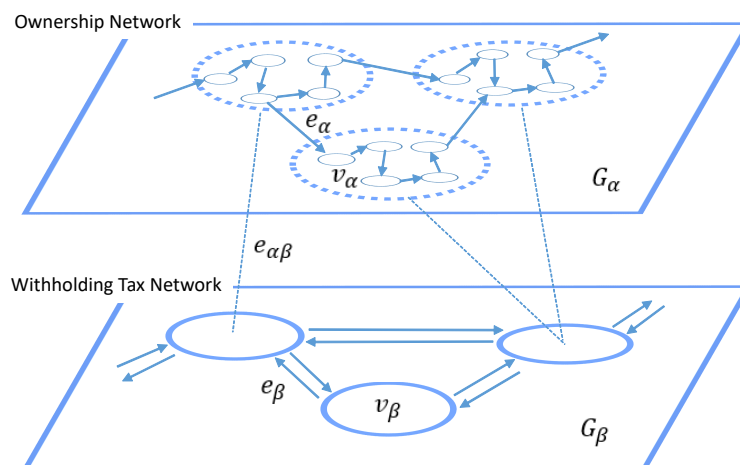 Ownership Network
e_α
v_α
G_α
e_αβ
Withholding Tax Network
e_β
v_β
G_β